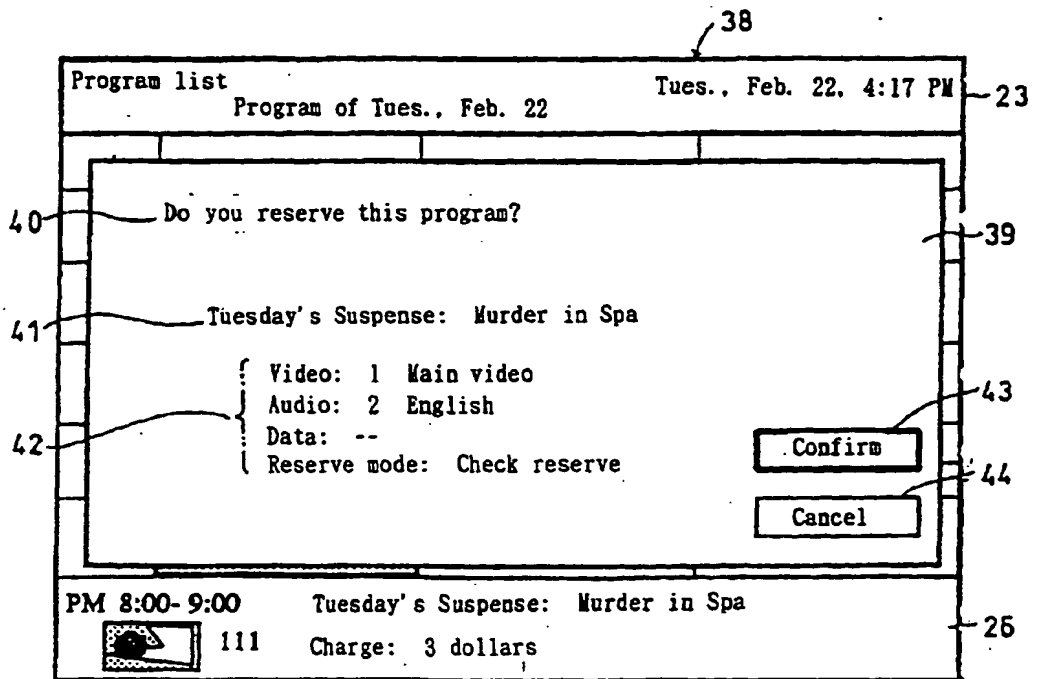 38
Program list
Tues., Feb. 22, 4:17 PM
23
Program of Tues., Feb. 22
40
Do you reserve this program?
39
41
Tuesday's Suspense: Murder in Spa
42
Video: 1 Main video
Audio: 2 English
Data: --
Reserve mode: Check reserve
43
Confirm
44
Cancel
PM 8:00-9:00 Tuesday's Suspense: Murder in Spa
26
111 Charge: 3 dollars